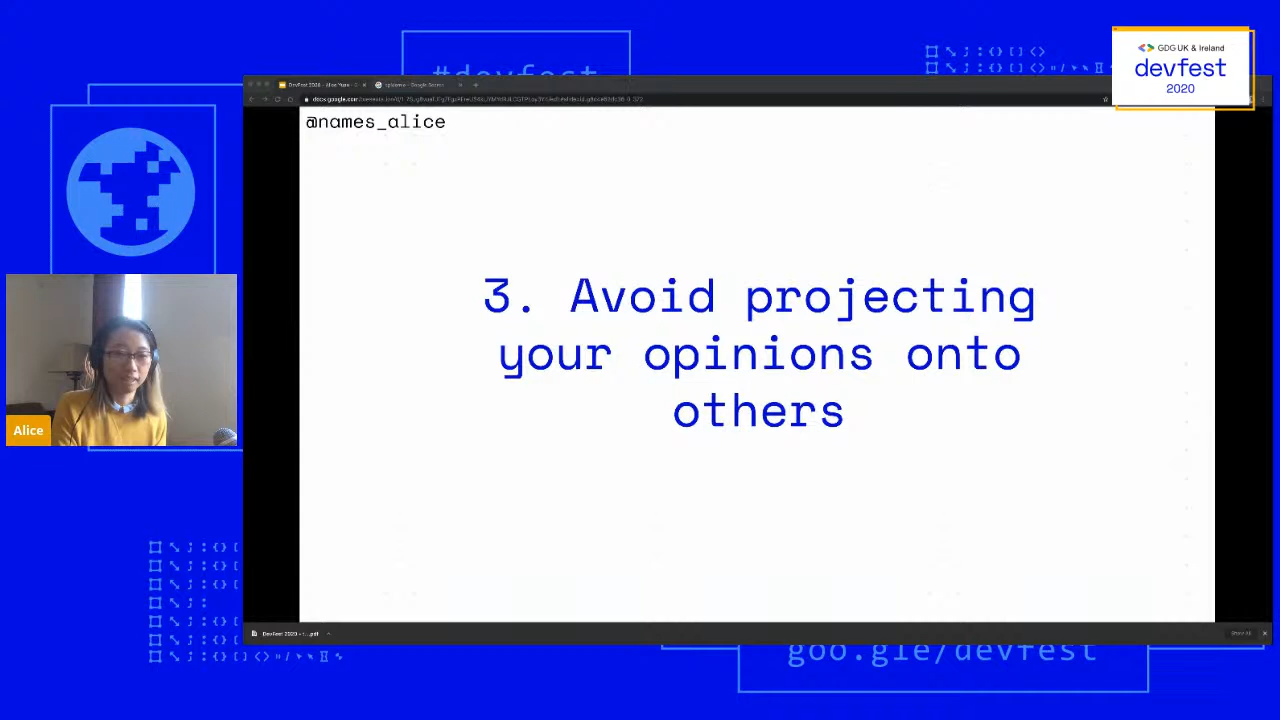 #devfest
GDG UK & Ireland
devfest
2020
@names_alice
3. Avoid projecting
your opinions onto
others
Alice
goo.gle/devfest